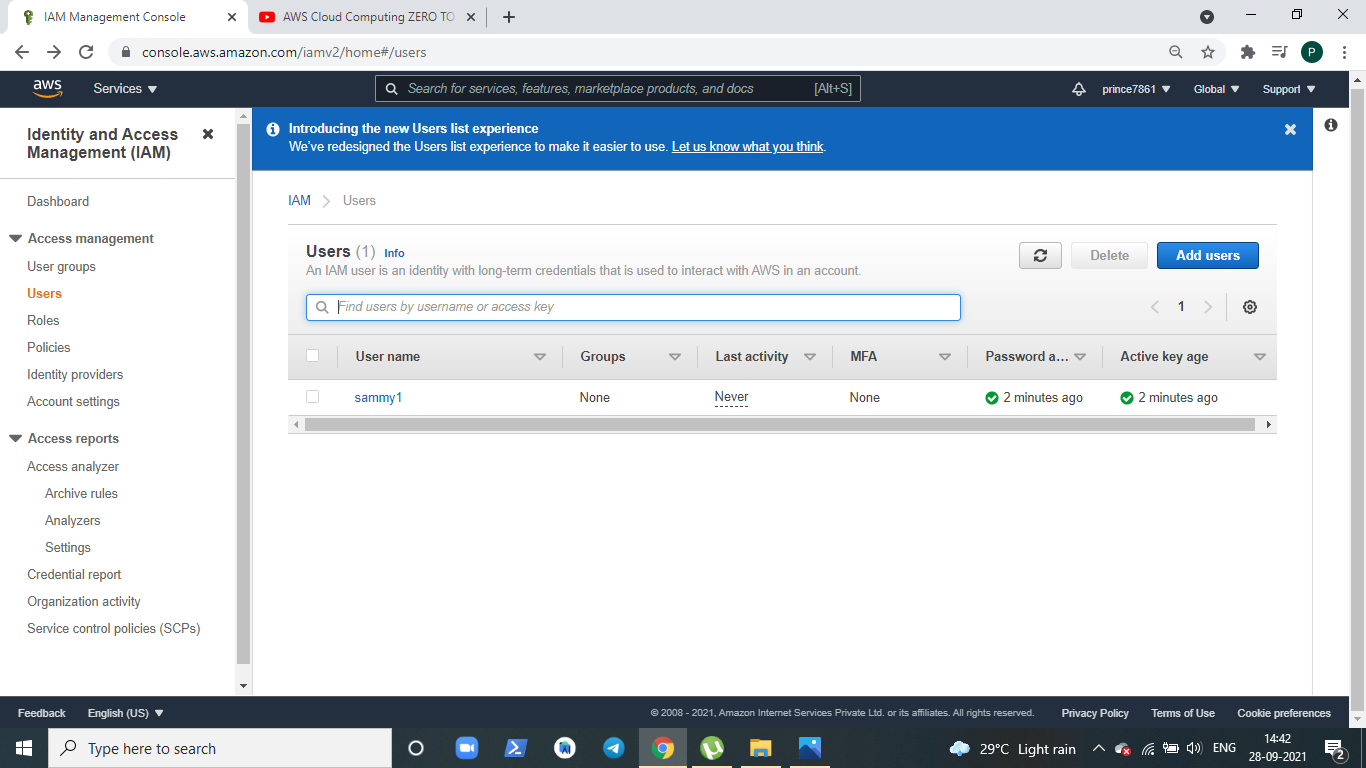 IAM Management Console
AWS Cloud Computing ZERO TO
console.aws.amazon.com/iamv2/home#/users
P
aws
Services
Search for services, features, marketplace products, and docs
[Alt+S]
prince7861
Global
Support
Identity and Access
Management (IAM)
Dashboard
Access management
User groups
Users
Roles
Policies
Identity providers
Account settings
Access reports
Access analyzer
Archive rules
Analyzers
Settings
Credential report
Organization activity
Service control policies (SCPs)
Introducing the new Users list experience
We've redesigned the Users list experience to make it easier to use. Let us know what you think.
IAM
Users
Users (1) Info
An IAM user is an identity with long-term credentials that is used to interact with AWS in an account.
Delete
Add users
Find users by username or access key
1
User name
Groups
Last activity
MFA
Password a...
Active key age
sammy1
None
Never
None
2 minutes ago
2 minutes ago
Feedback
English (US)
© 2008 - 2021, Amazon Internet Services Private Ltd. or its affiliates. All rights reserved.
Privacy Policy
Terms of Use
Cookie preferences
Type here to search
29°C Light rain
ENG
14:42
28-09-2021
2